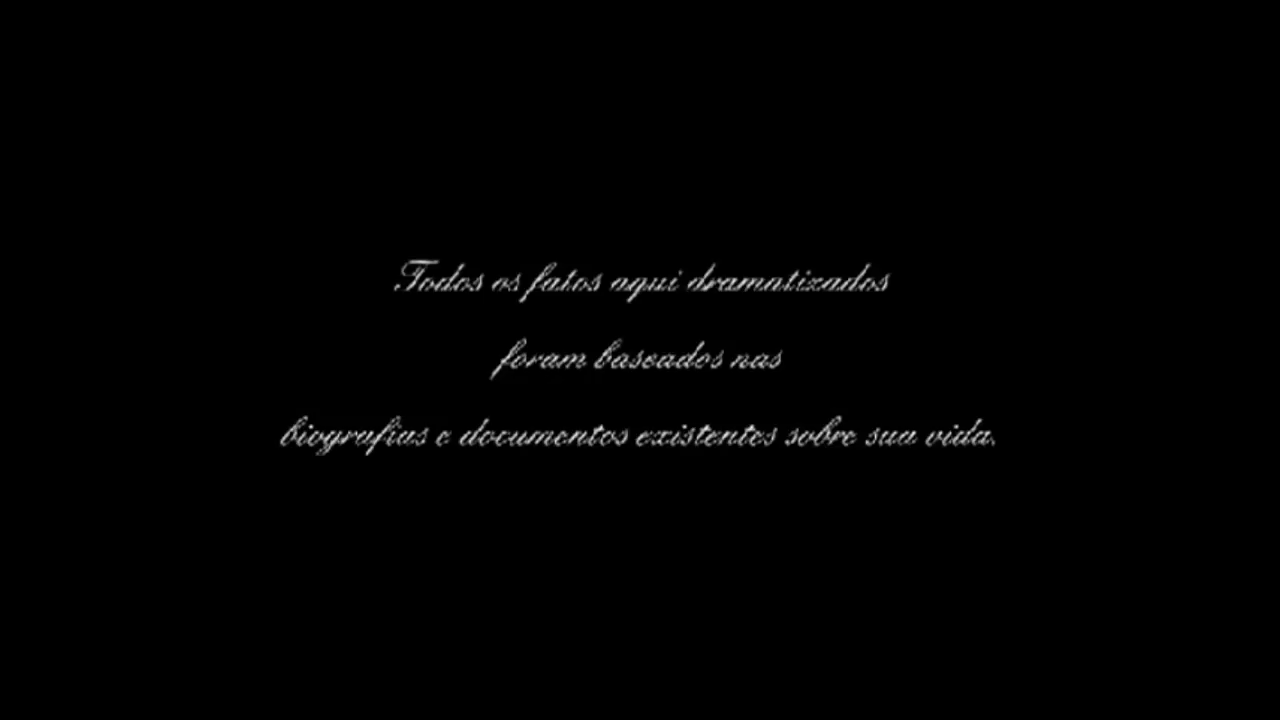 Todos os fatos aqui dramatizados
foram baseados nas
biografias e documentos existentes sobre sua vida.